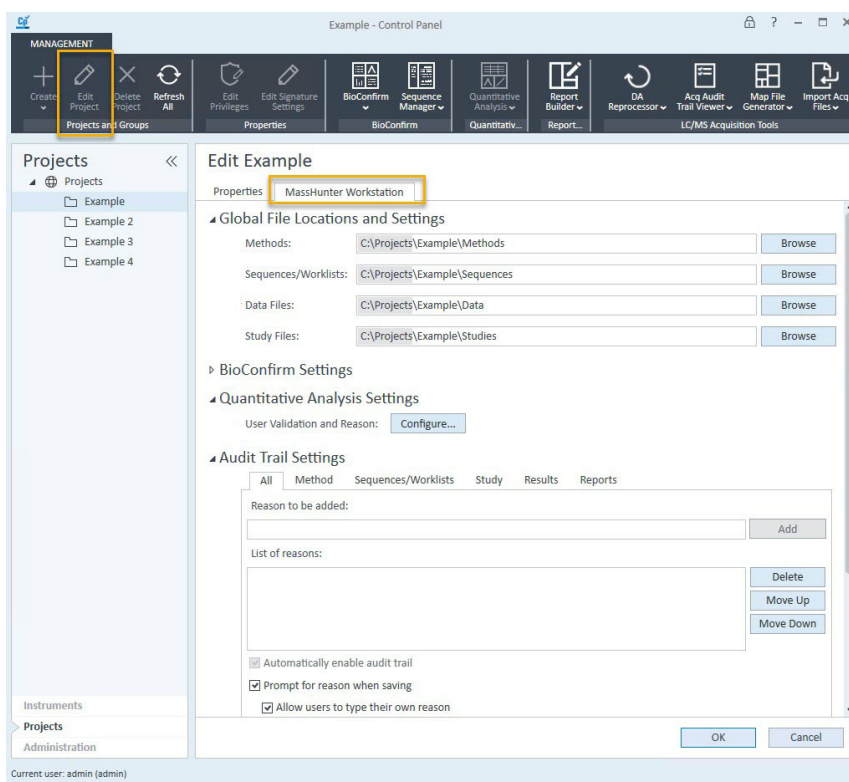 Cp
Example - Control Panel
?
MANAGEMENT
Create
Edit Project
Delete Project
Refresh All
Projects and Groups
Edit Privileges
Edit Signature Settings
Properties
BioConfirm
Sequence Manager
BioConfirm
Quantitative Analysis
Quantitativ...
Report Builder
Report...
DA Reprocessor
Acq Audit Trail Viewer
Map File Generator
Import Acq Files
LC/MS Acquisition Tools
Projects
Projects
Example
Example 2
Example 3
Example 4
Instruments
Projects
Administration
Edit Example
Properties MassHunter Workstation
Global File Locations and Settings
Methods: C:\Projects\Example\Methods Browse
Sequences/Worklists: C:\Projects\Example\Sequences Browse
Data Files: C:\Projects\Example\Data Browse
Study Files: C:\Projects\Example\Studies Browse
BioConfirm Settings
Quantitative Analysis Settings
User Validation and Reason: Configure...
Audit Trail Settings
All Method Sequences/Worklists Study Results Reports
Reason to be added:
Add
List of reasons:
Delete
Move Up
Move Down
Automatically enable audit trail
Prompt for reason when saving
Allow users to type their own reason
OK Cancel
Current user: admin (admin)